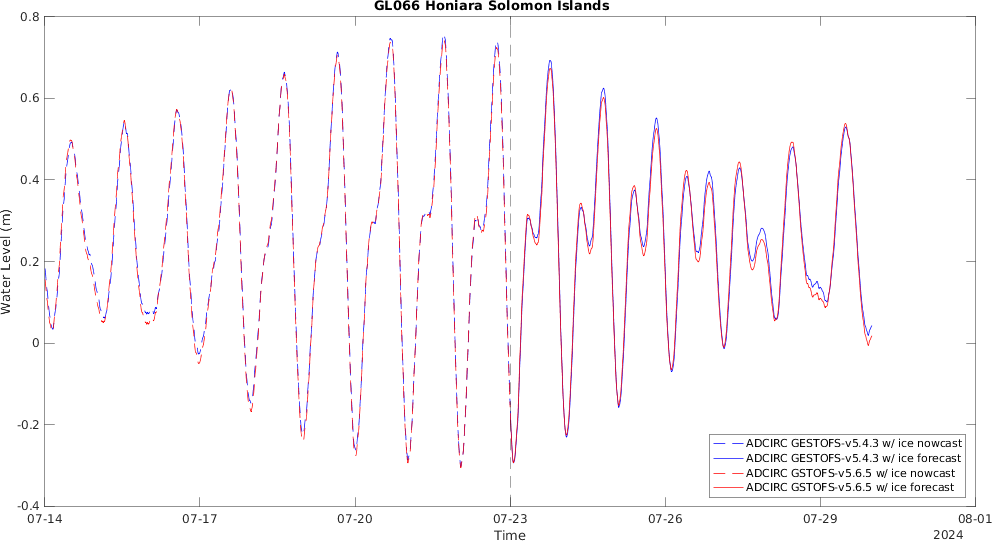 GL066 Honiara Solomon Islands
Water Level (m)
0.8
0.6
0.4
0.2
0
-0.2
-0.4
07-14
07-17
07-20
07-23
07-26
07-29
08-01
Time
2024
ADCIRC GESTOFS-v5.4.3 w/ ice nowcast
ADCIRC GESTOFS-v5.4.3 w/ ice forecast
ADCIRC GSTOFS-v5.6.5 w/ ice nowcast
ADCIRC GSTOFS-v5.6.5 w/ ice forecast